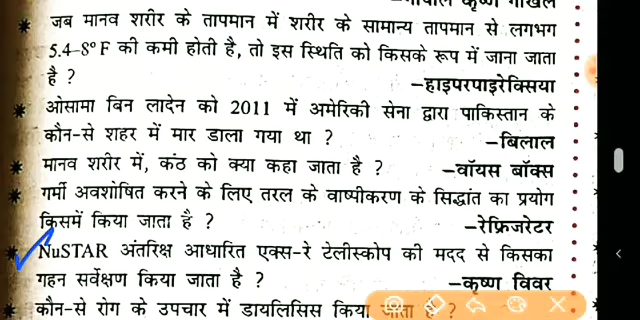 –गोपाल कृष्ण गोखले
* जब मानव शरीर के तापमान में शरीर के सामान्य तापमान से लगभग
5.4–8° F की कमी होती है, तो इस स्थिति को किसके रूप में जाना जाता
है ? –हाइपरपाइरेक्सिया
* ओसामा बिन लादेन को 2011 में अमेरिकी सेना द्वारा पाकिस्तान के
कौन-से शहर में मार डाला गया था ? –बिलाल
* मानव शरीर में, कंठ को क्या कहा जाता है ? –वॉयस बॉक्स
* गर्मी अवशोषित करने के लिए तरल के वाष्पीकरण के सिद्धांत का प्रयोग
किसमें किया जाता है ? –रेफ्रिजरेटर
* NuSTAR अंतरिक्ष आधारित एक्स-रे टेलीस्कोप की मदद से किसका
गहन सर्वेक्षण किया जाता है ? –कृष्ण विवर
* कौन-से रोग के उपचार में डायलिसिस किया जाता है ?